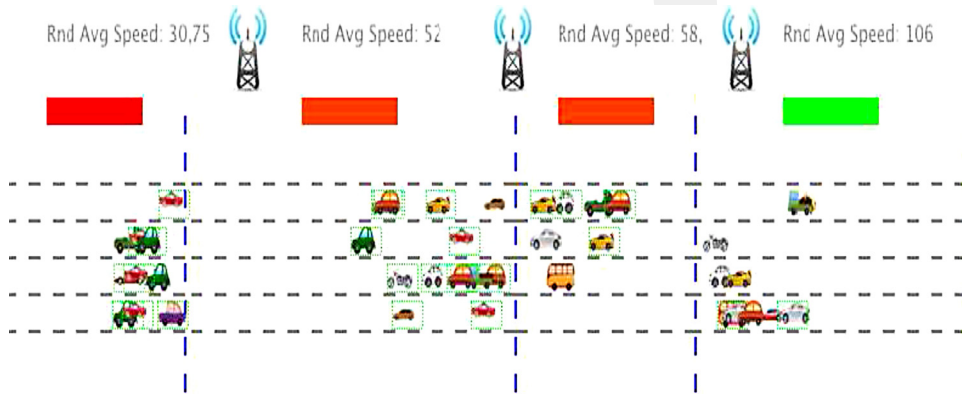 Rnd Avg Speed: 30,75
Rnd Avg Speed: 52
Rnd Avg Speed: 58,
Rnd Avg Speed: 106